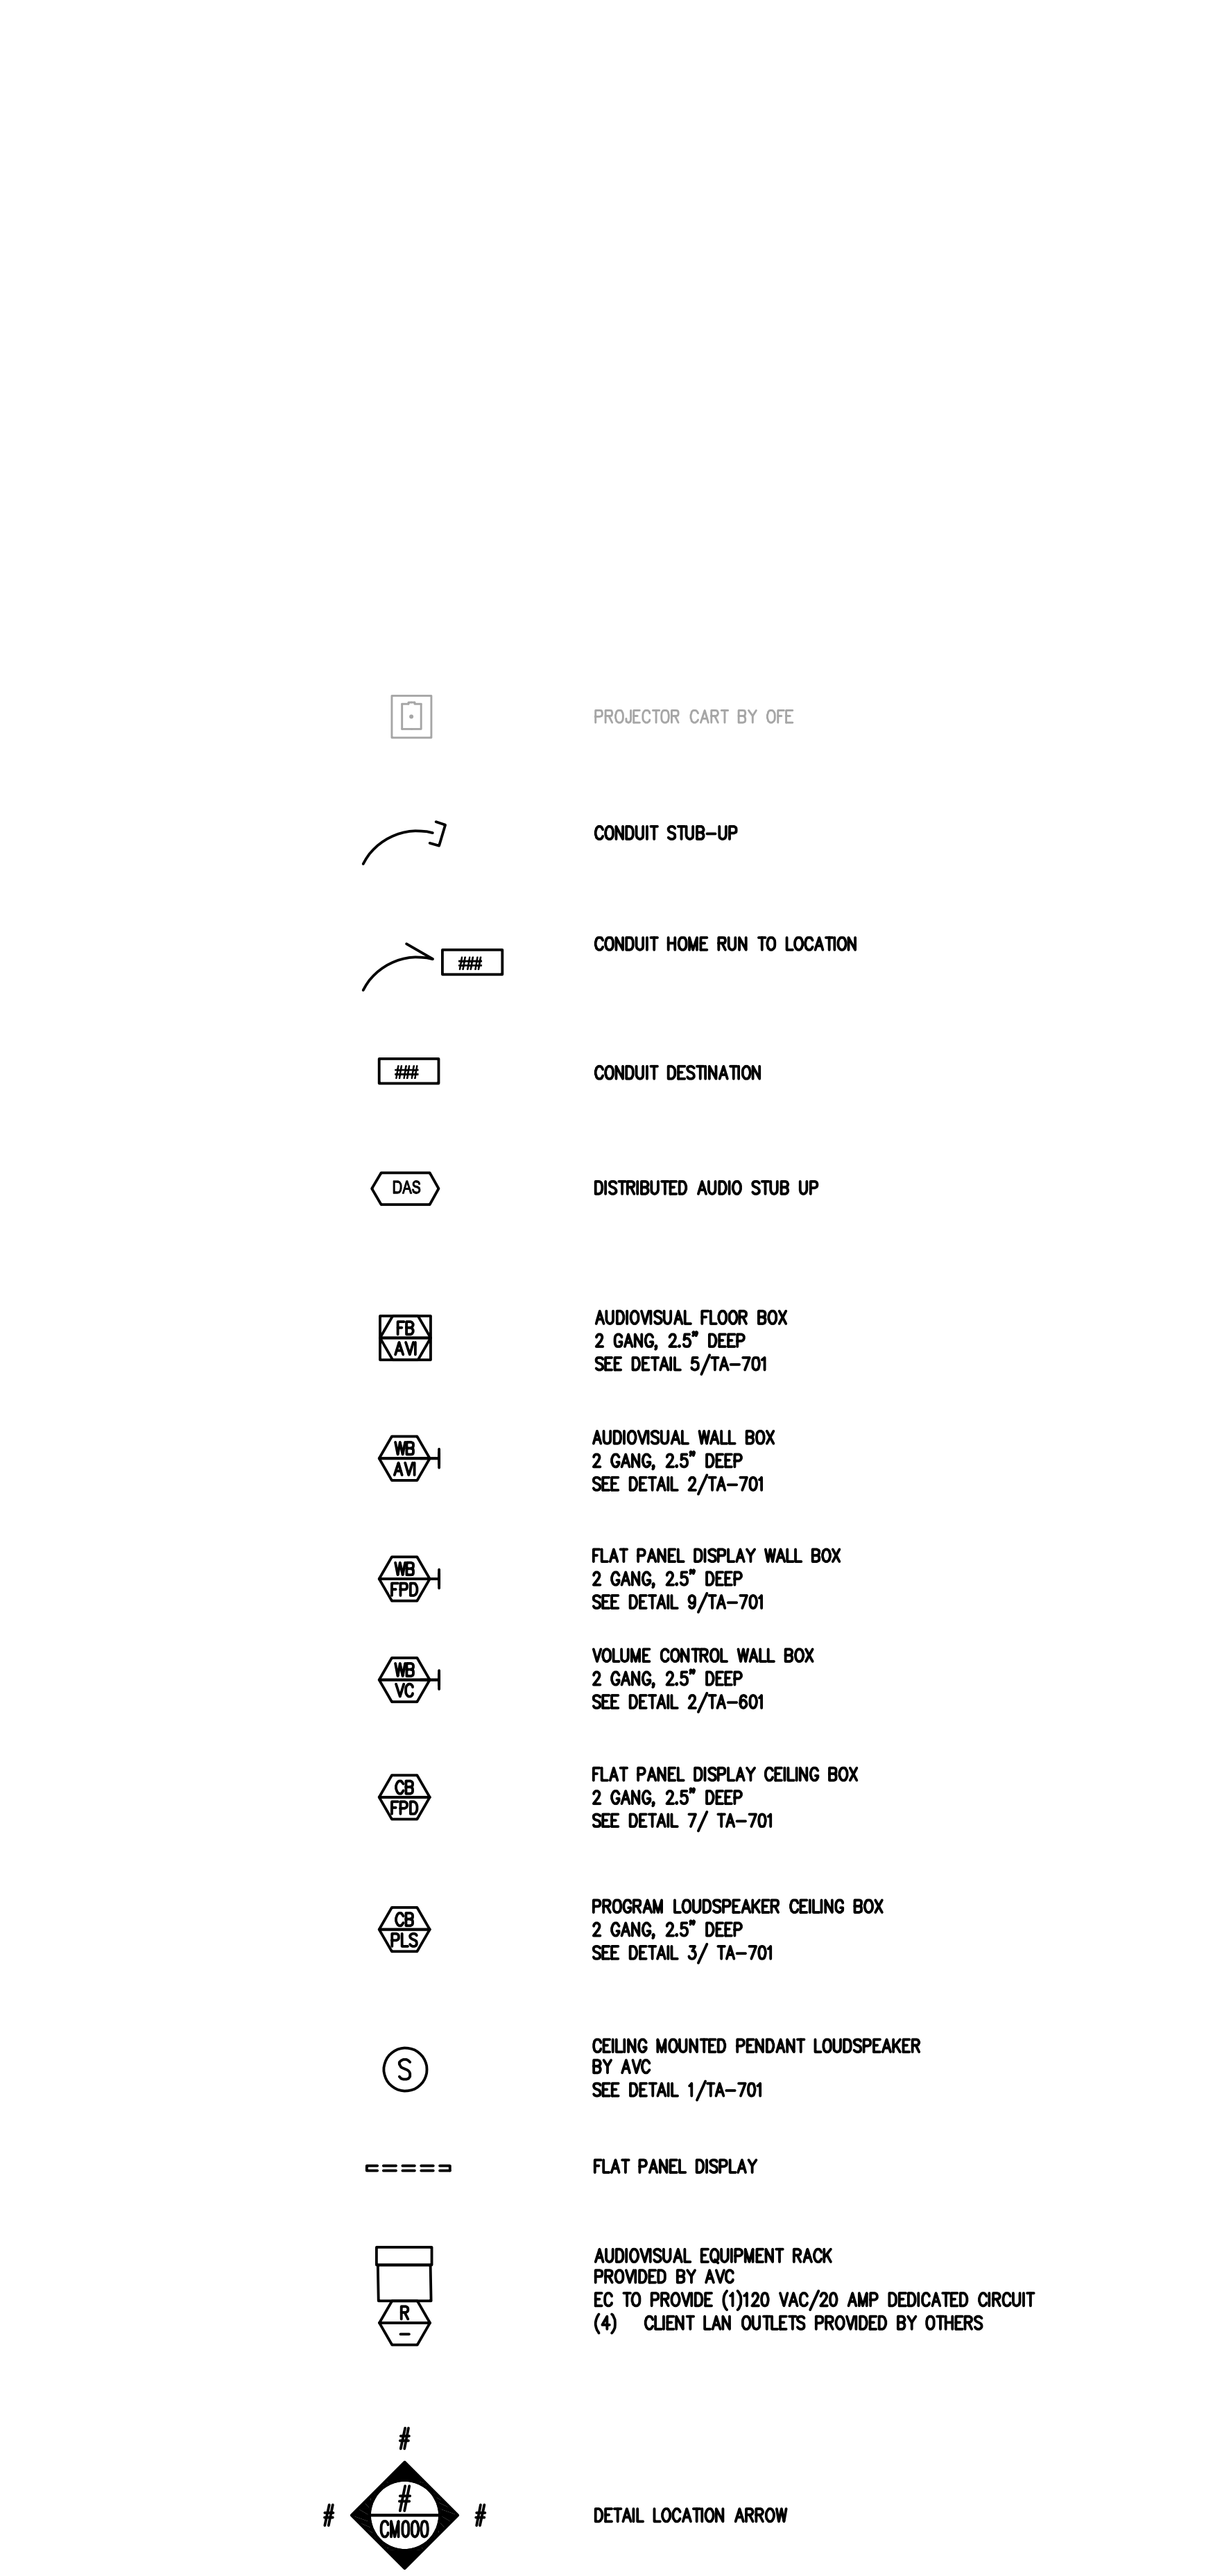 PROJECTOR CART BY OFE
CONDUIT STUB-UP
CONDUIT HOME RUN TO LOCATION
###
###
CONDUIT DESTINATION
DAS
DISTRIBUTED AUDIO STUB UP
FB
AVI
AUDIOVISUAL FLOOR BOX
2 GANG, 2.5" DEEP
SEE DETAIL 5/TA-701
WB
AVI
AUDIOVISUAL WALL BOX
2 GANG, 2.5" DEEP
SEE DETAIL 2/TA-701
WB
FPD
FLAT PANEL DISPLAY WALL BOX
2 GANG, 2.5" DEEP
SEE DETAIL 9/TA-701
WB
VC
VOLUME CONTROL WALL BOX
2 GANG, 2.5" DEEP
SEE DETAIL 2/TA-601
CB
FPD
FLAT PANEL DISPLAY CEILING BOX
2 GANG, 2.5" DEEP
SEE DETAIL 7/ TA-701
CB
PLS
PROGRAM LOUDSPEAKER CEILING BOX
2 GANG, 2.5" DEEP
SEE DETAIL 3/ TA-701
S
CEILING MOUNTED PENDANT LOUDSPEAKER
BY AVC
SEE DETAIL 1/TA-701
FLAT PANEL DISPLAY
R
-
AUDIOVISUAL EQUIPMENT RACK
PROVIDED BY AVC
EC TO PROVIDE (1)120 VAC/20 AMP DEDICATED CIRCUIT
(4) CLIENT LAN OUTLETS PROVIDED BY OTHERS
#
#
#
CM000
#
DETAIL LOCATION ARROW